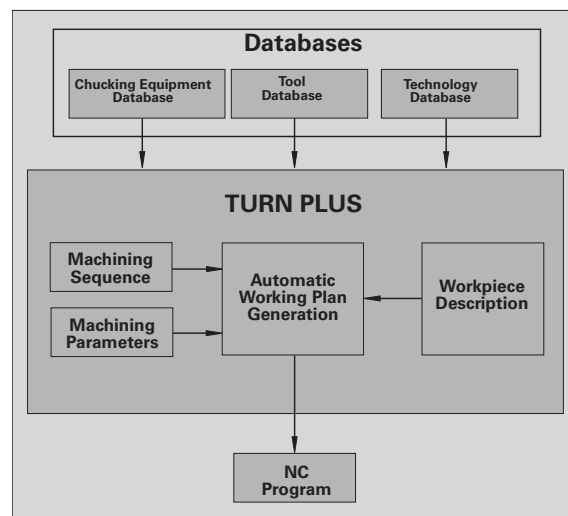 Databases
Chucking Equipment
Database
Tool
Database
Technology
Database
TURN PLUS
Machining
Sequence
Machining
Parameters
Automatic
Working Plan
Generation
Workpiece
Description
NC
Program